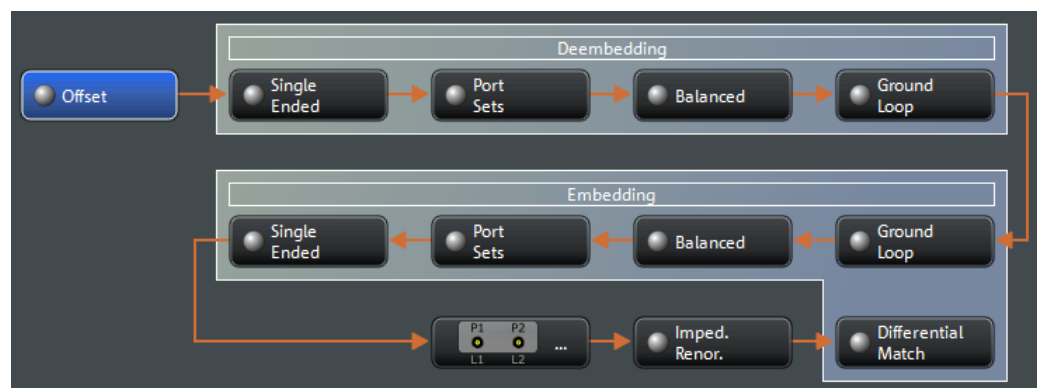 Deembedding
Offset
Single
Ended
Port
Sets
Balanced
Ground
Loop
Embedding
Single
Ended
Port
Sets
Balanced
Ground
Loop
P1 P2
...
L1 L2
Imped.
Renor.
Differential
Match